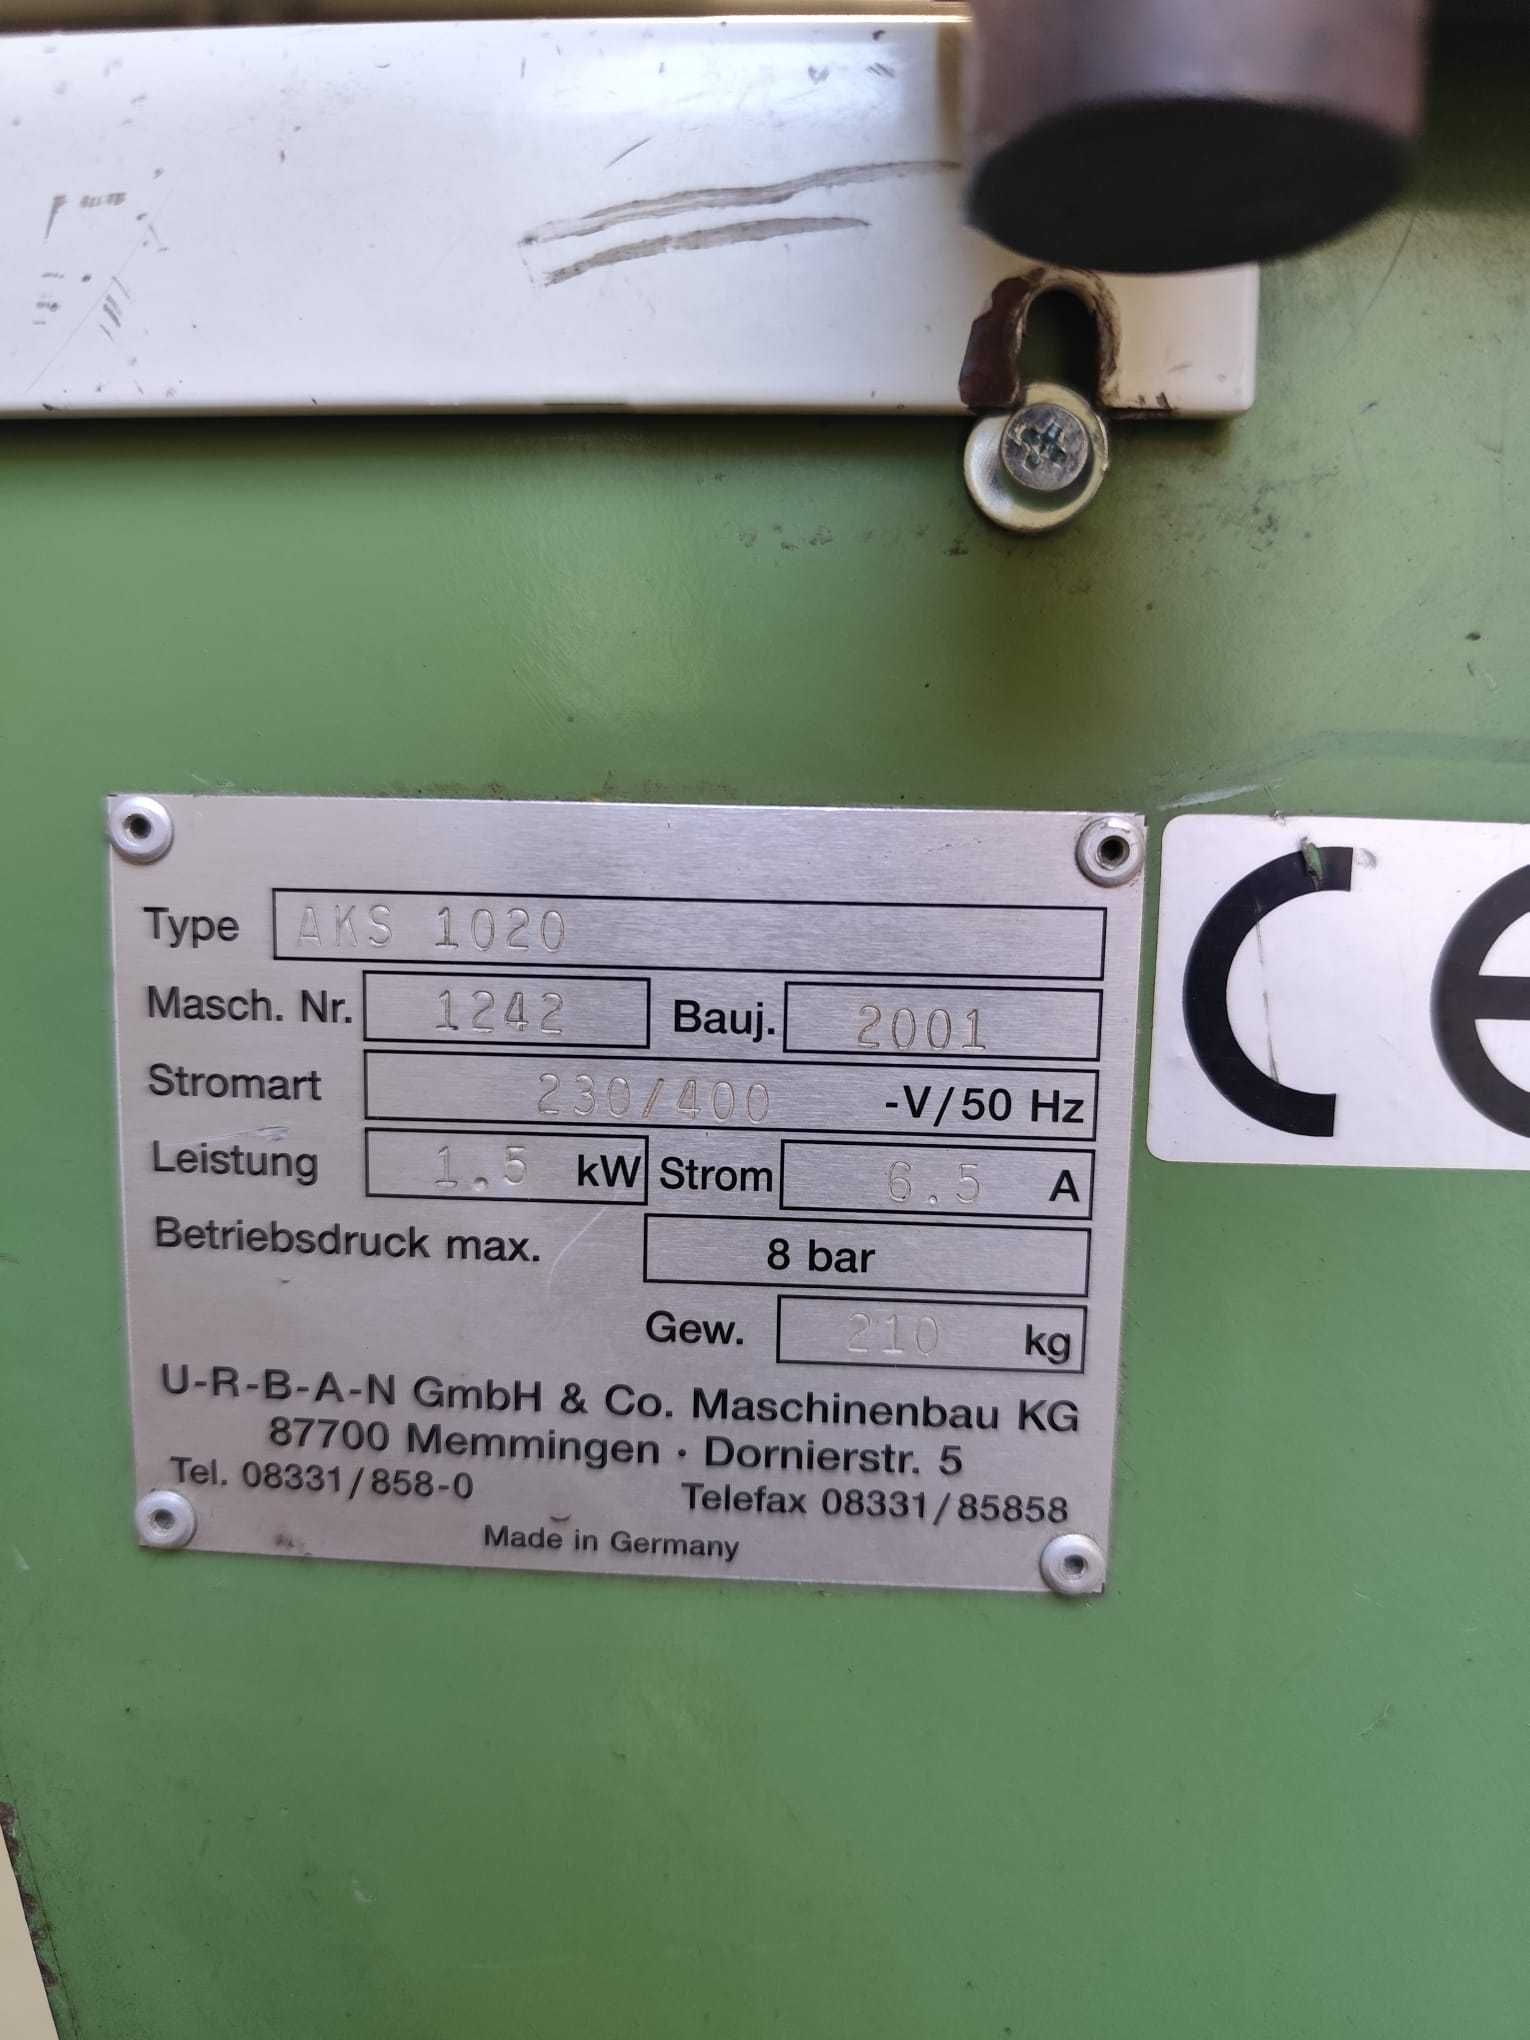 Type AKS 1020
Masch. Nr. 1242 Bauj. 2001
Stromart 230/400 -V/50 Hz
Leistung 1.5 kW Strom 6.5 A
Betriebsdruck max. 8 bar
Gew. 210 kg
U-R-B-A-N GmbH & Co. Maschinenbau KG
87700 Memmingen · Dornierstr. 5
Tel. 08331/858-0 Telefax 08331/85858
Made in Germany
CE